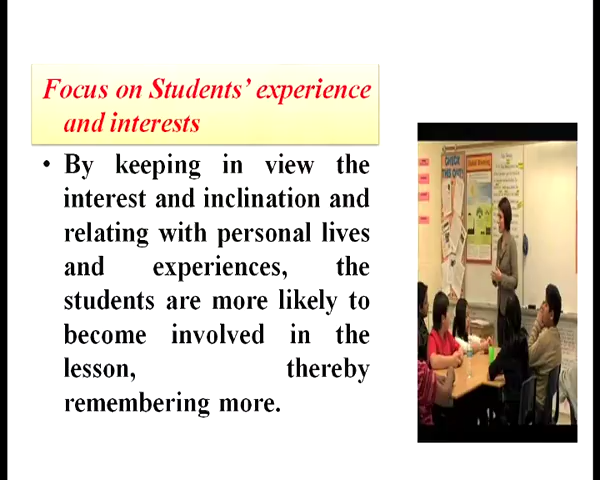 Focus on Students' experience
and interests
• By keeping in view the
interest and inclination and
relating with personal lives
and experiences, the
students are more likely to
become involved in the
lesson, thereby
remembering more.